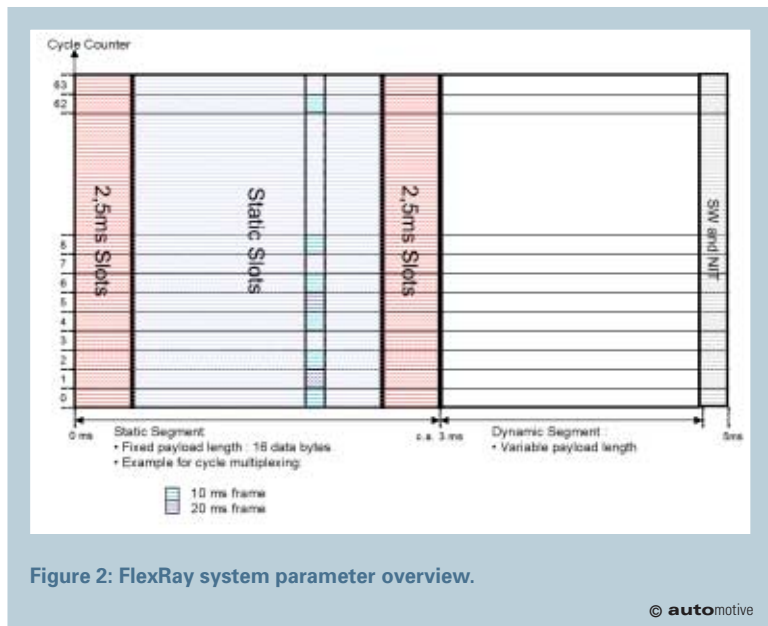 Cycle Counter
63
62
8
7
6
5
4
3
2
1
0
2,5ms Slots
Static Slots
2,5ms Slots
SW and NIT
0 ms
Static Segment
c.a. 3 ms
Dynamic Segment :
5ms
• Fixed payload length : 16 data bytes
• Variable payload length
• Example for cycle multiplexing:
10 ms frame
20 ms frame
Figure 2: FlexRay system parameter overview.
© automotive